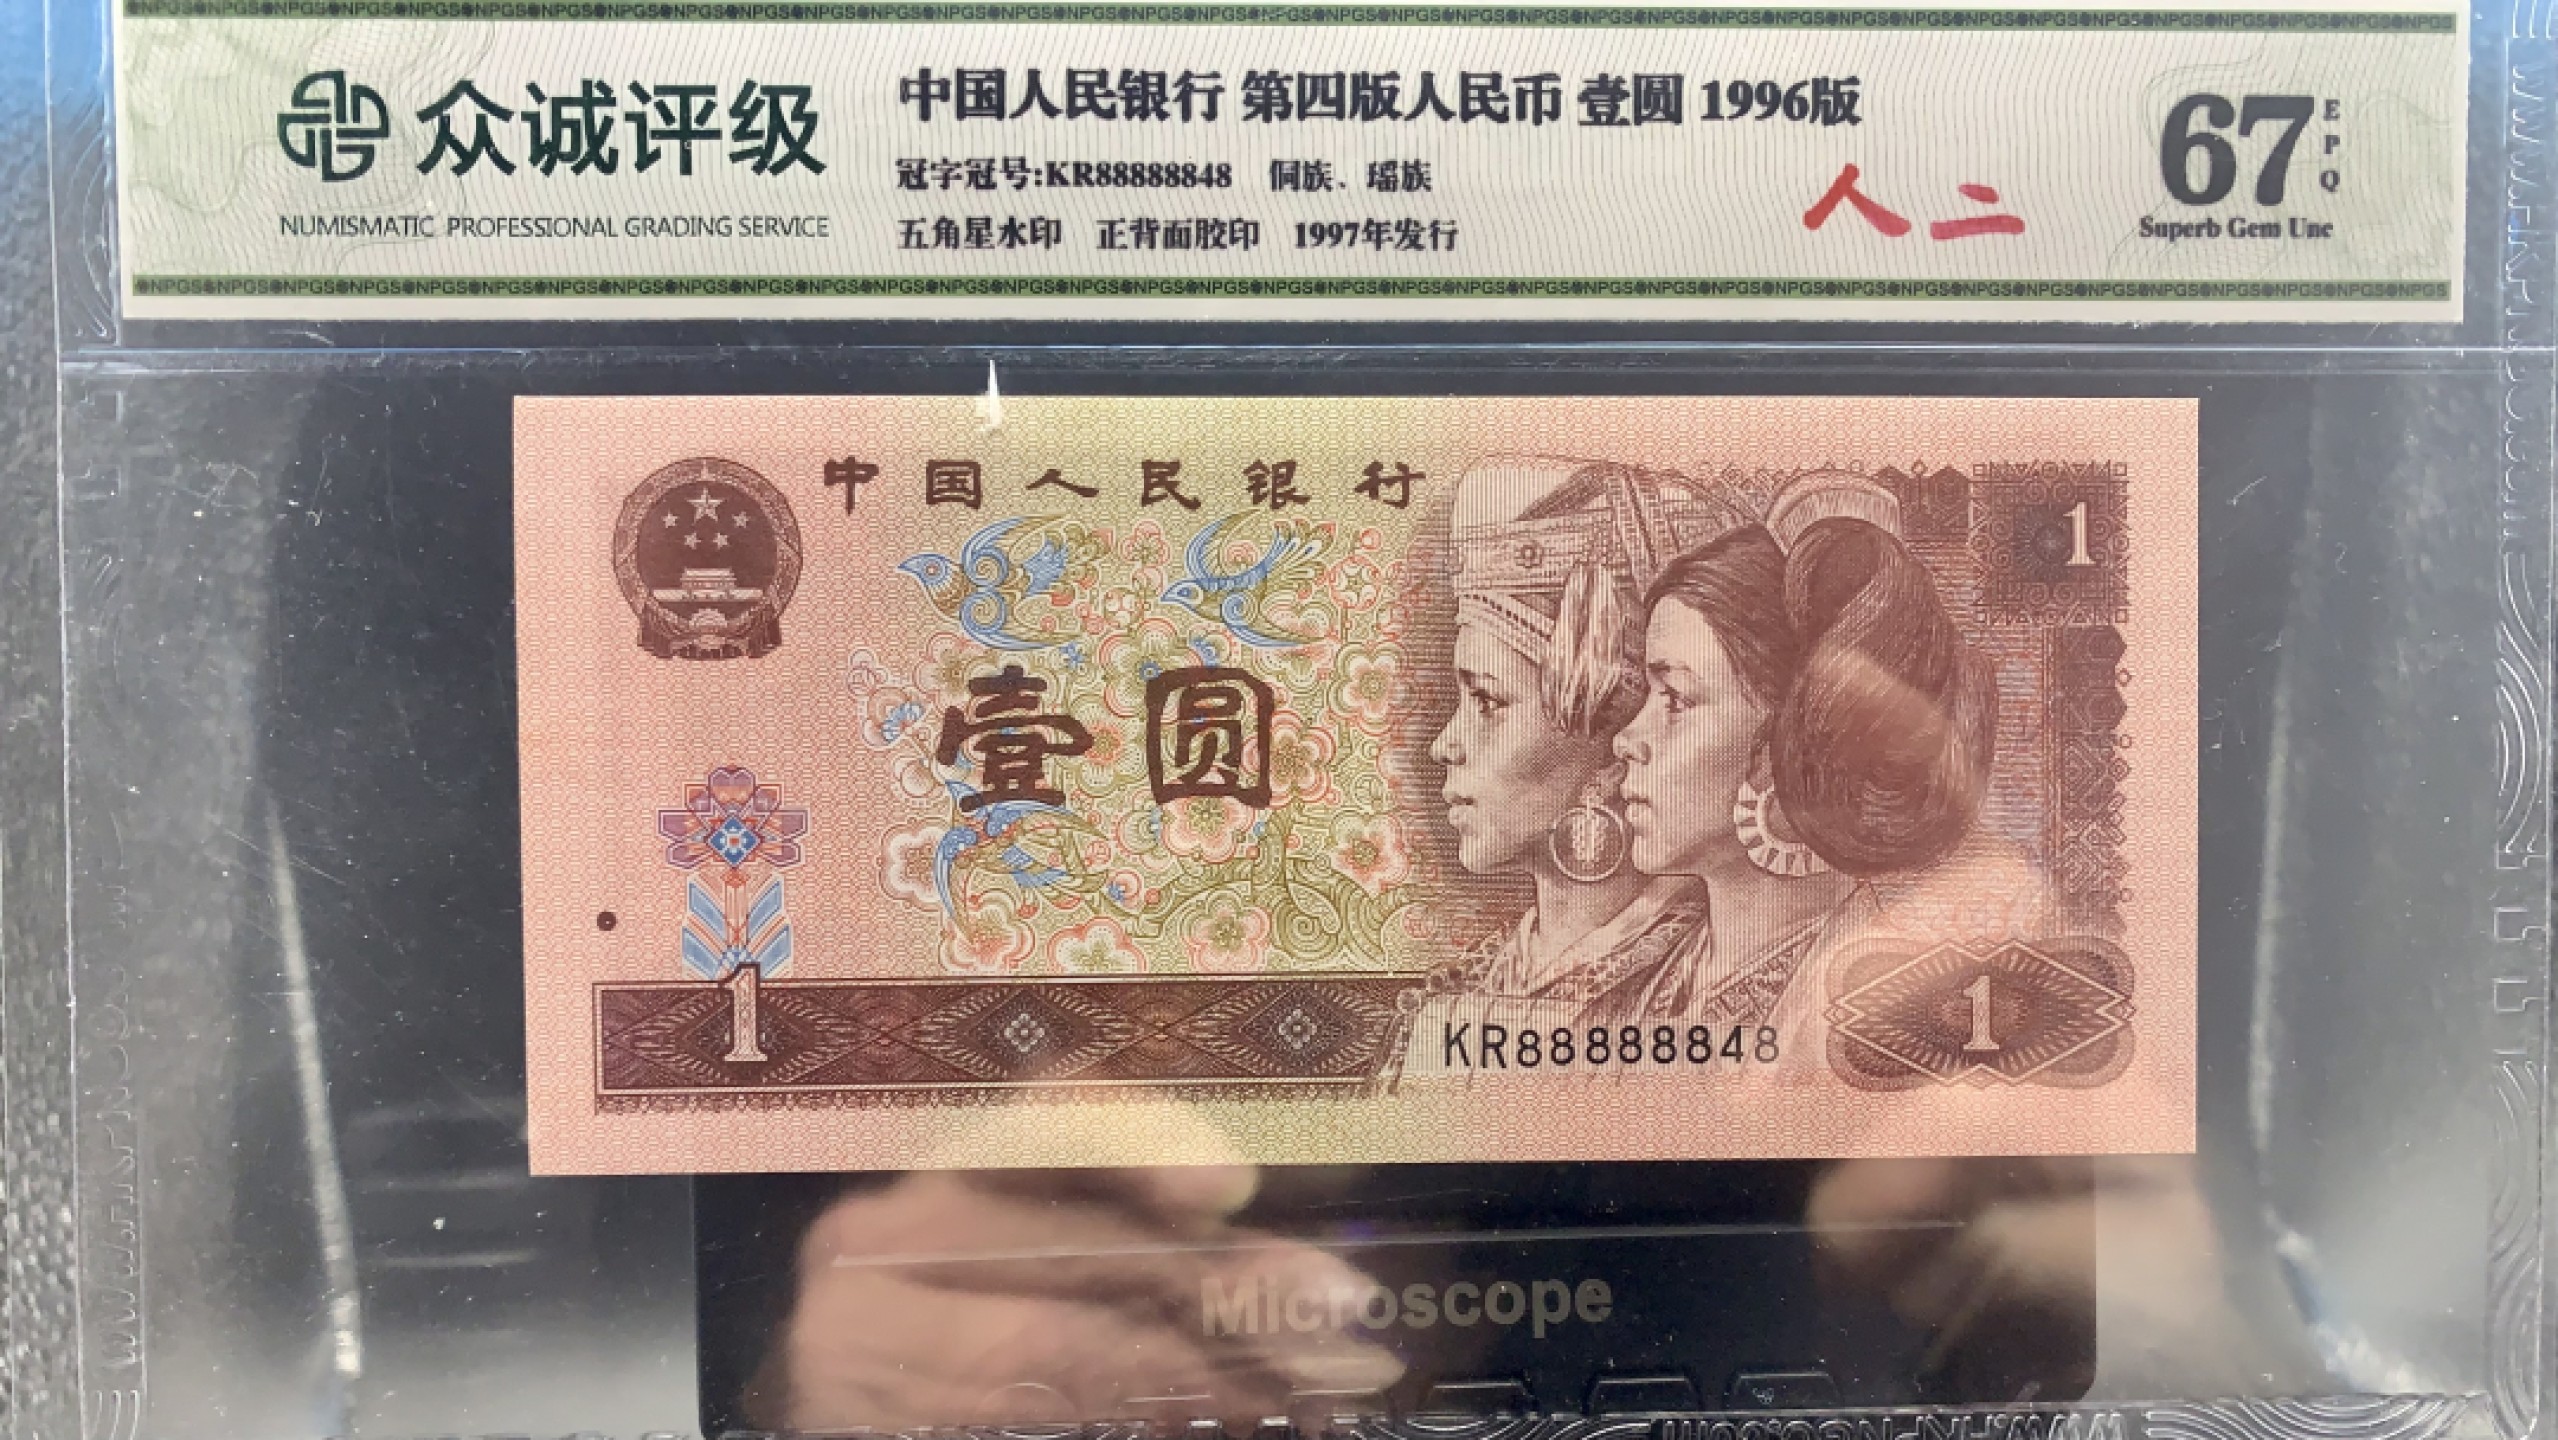 众诚评级
NUMISMATIC PROFESSIONAL GRADING SERVICE
中国人民银行 第四版人民币 壹圆 1996版
冠字冠号:KR88888848 侗族、瑶族
五角星水印 正背面胶印 1997年发行
人二
67
EPQ
Superb Gem Unc
中国人民银行
1
壹圆
1
KR88888848
1
Microscope